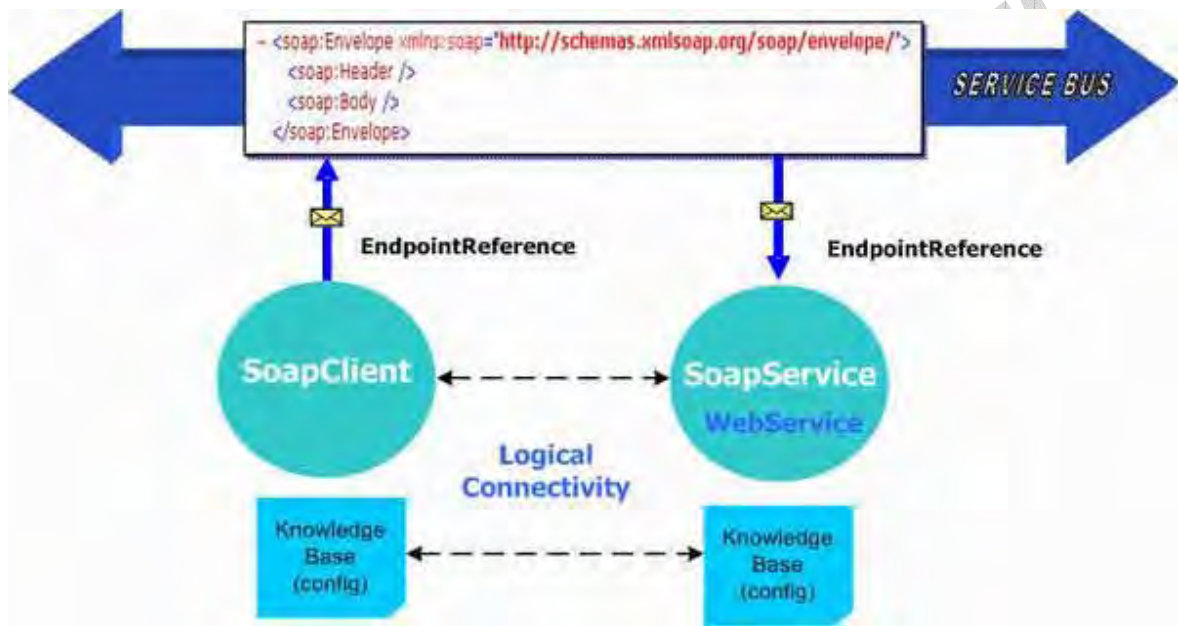 - <soap:Envelope xmlns:soap="http://schemas.xmlsoap.org/soap/envelope/">
<soap:Header />
<soap:Body />
</soap:Envelope>
SERVICE BUS
EndpointReference
EndpointReference
SoapClient
SoapService
WebService
Logical
Connectivity
Knowledge
Base
(config)
Knowledge
Base
(config)